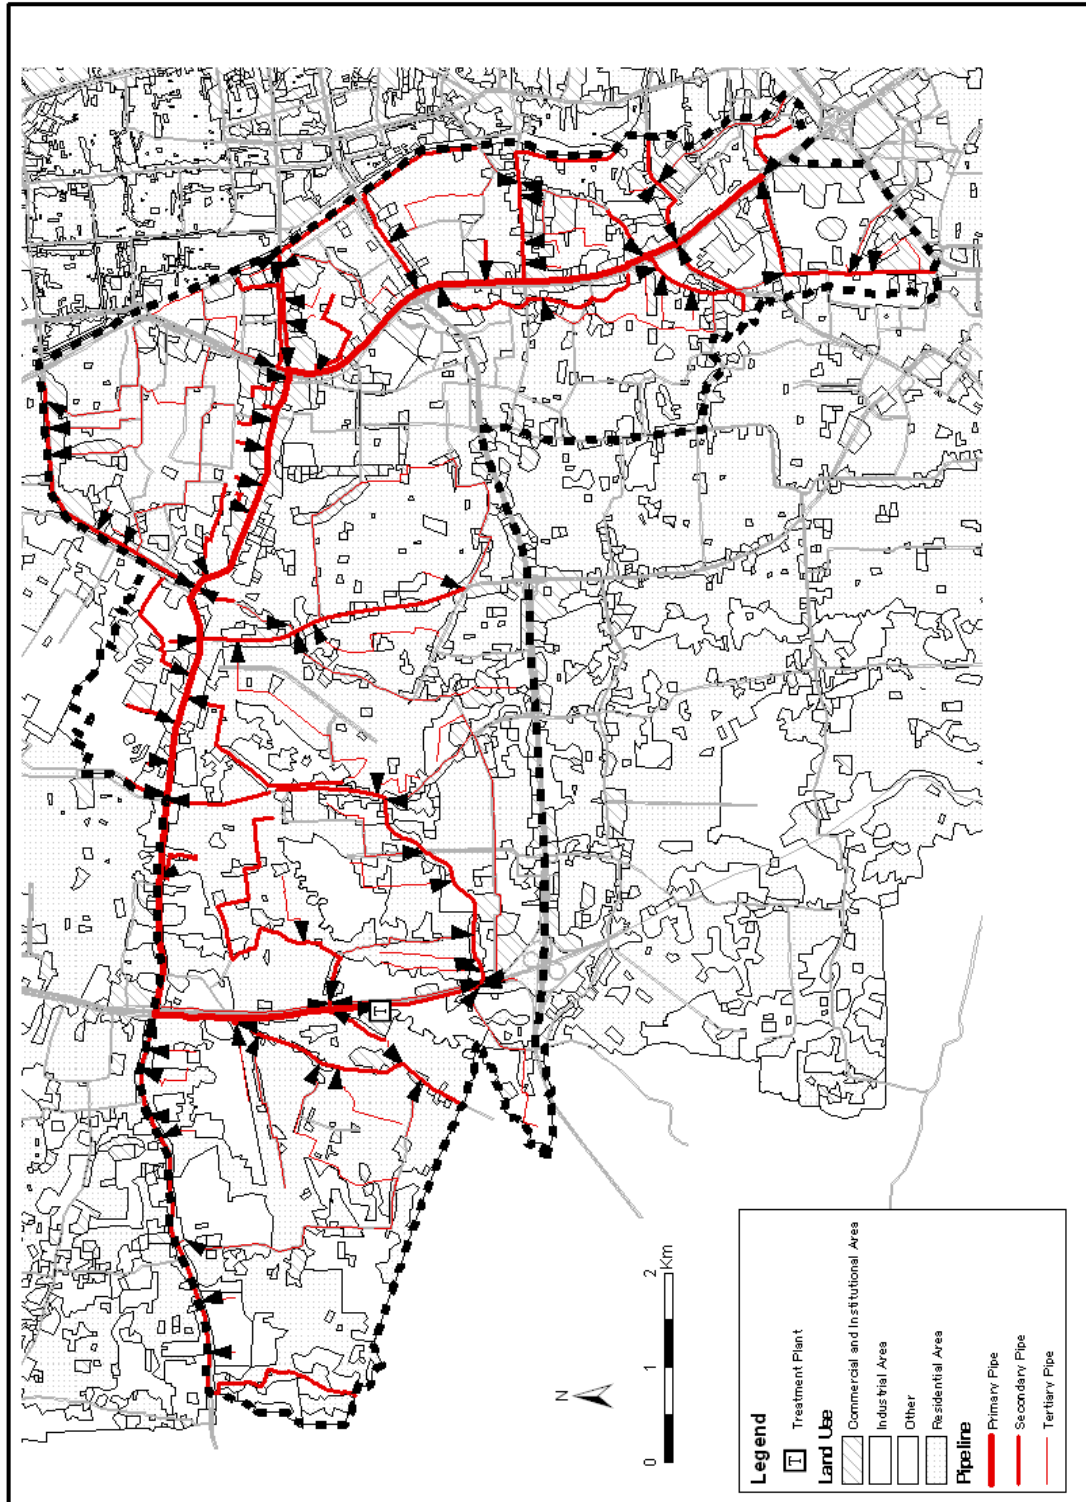 T
N
0 1 2 km
Legend
T Treatment Plant
Land Use
Commercial and Institutional Area
Industrial Area
Other
Residential Area
Pipeline
Primary Pipe
Secondary Pipe
Tertiary Pipe